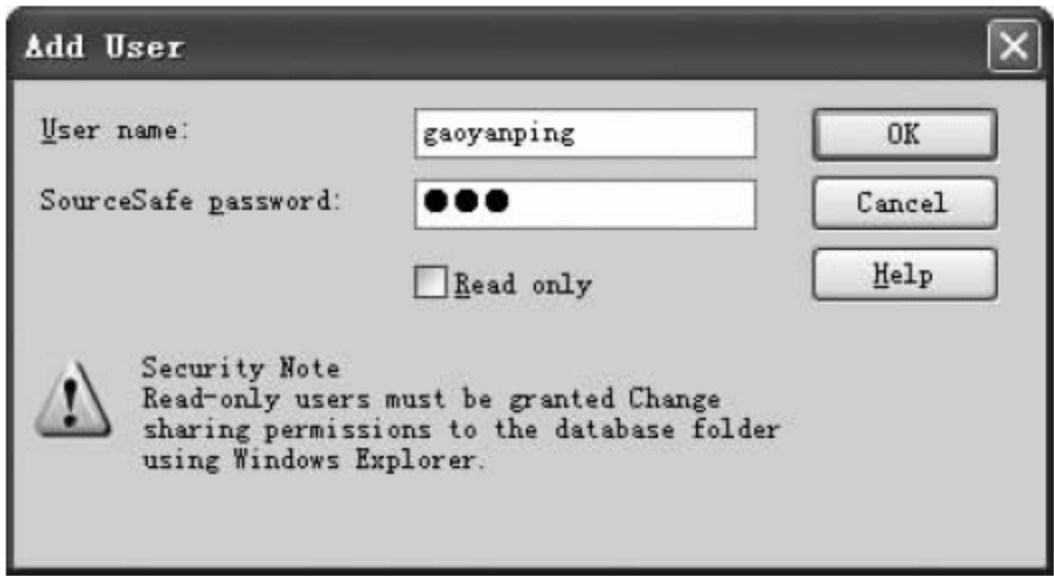 Add User
User name:
gaoyanping
OK
SourceSafe password:
●●●
Cancel
Read only
Help
Security Note
Read-only users must be granted Change
sharing permissions to the database folder
using Windows Explorer.